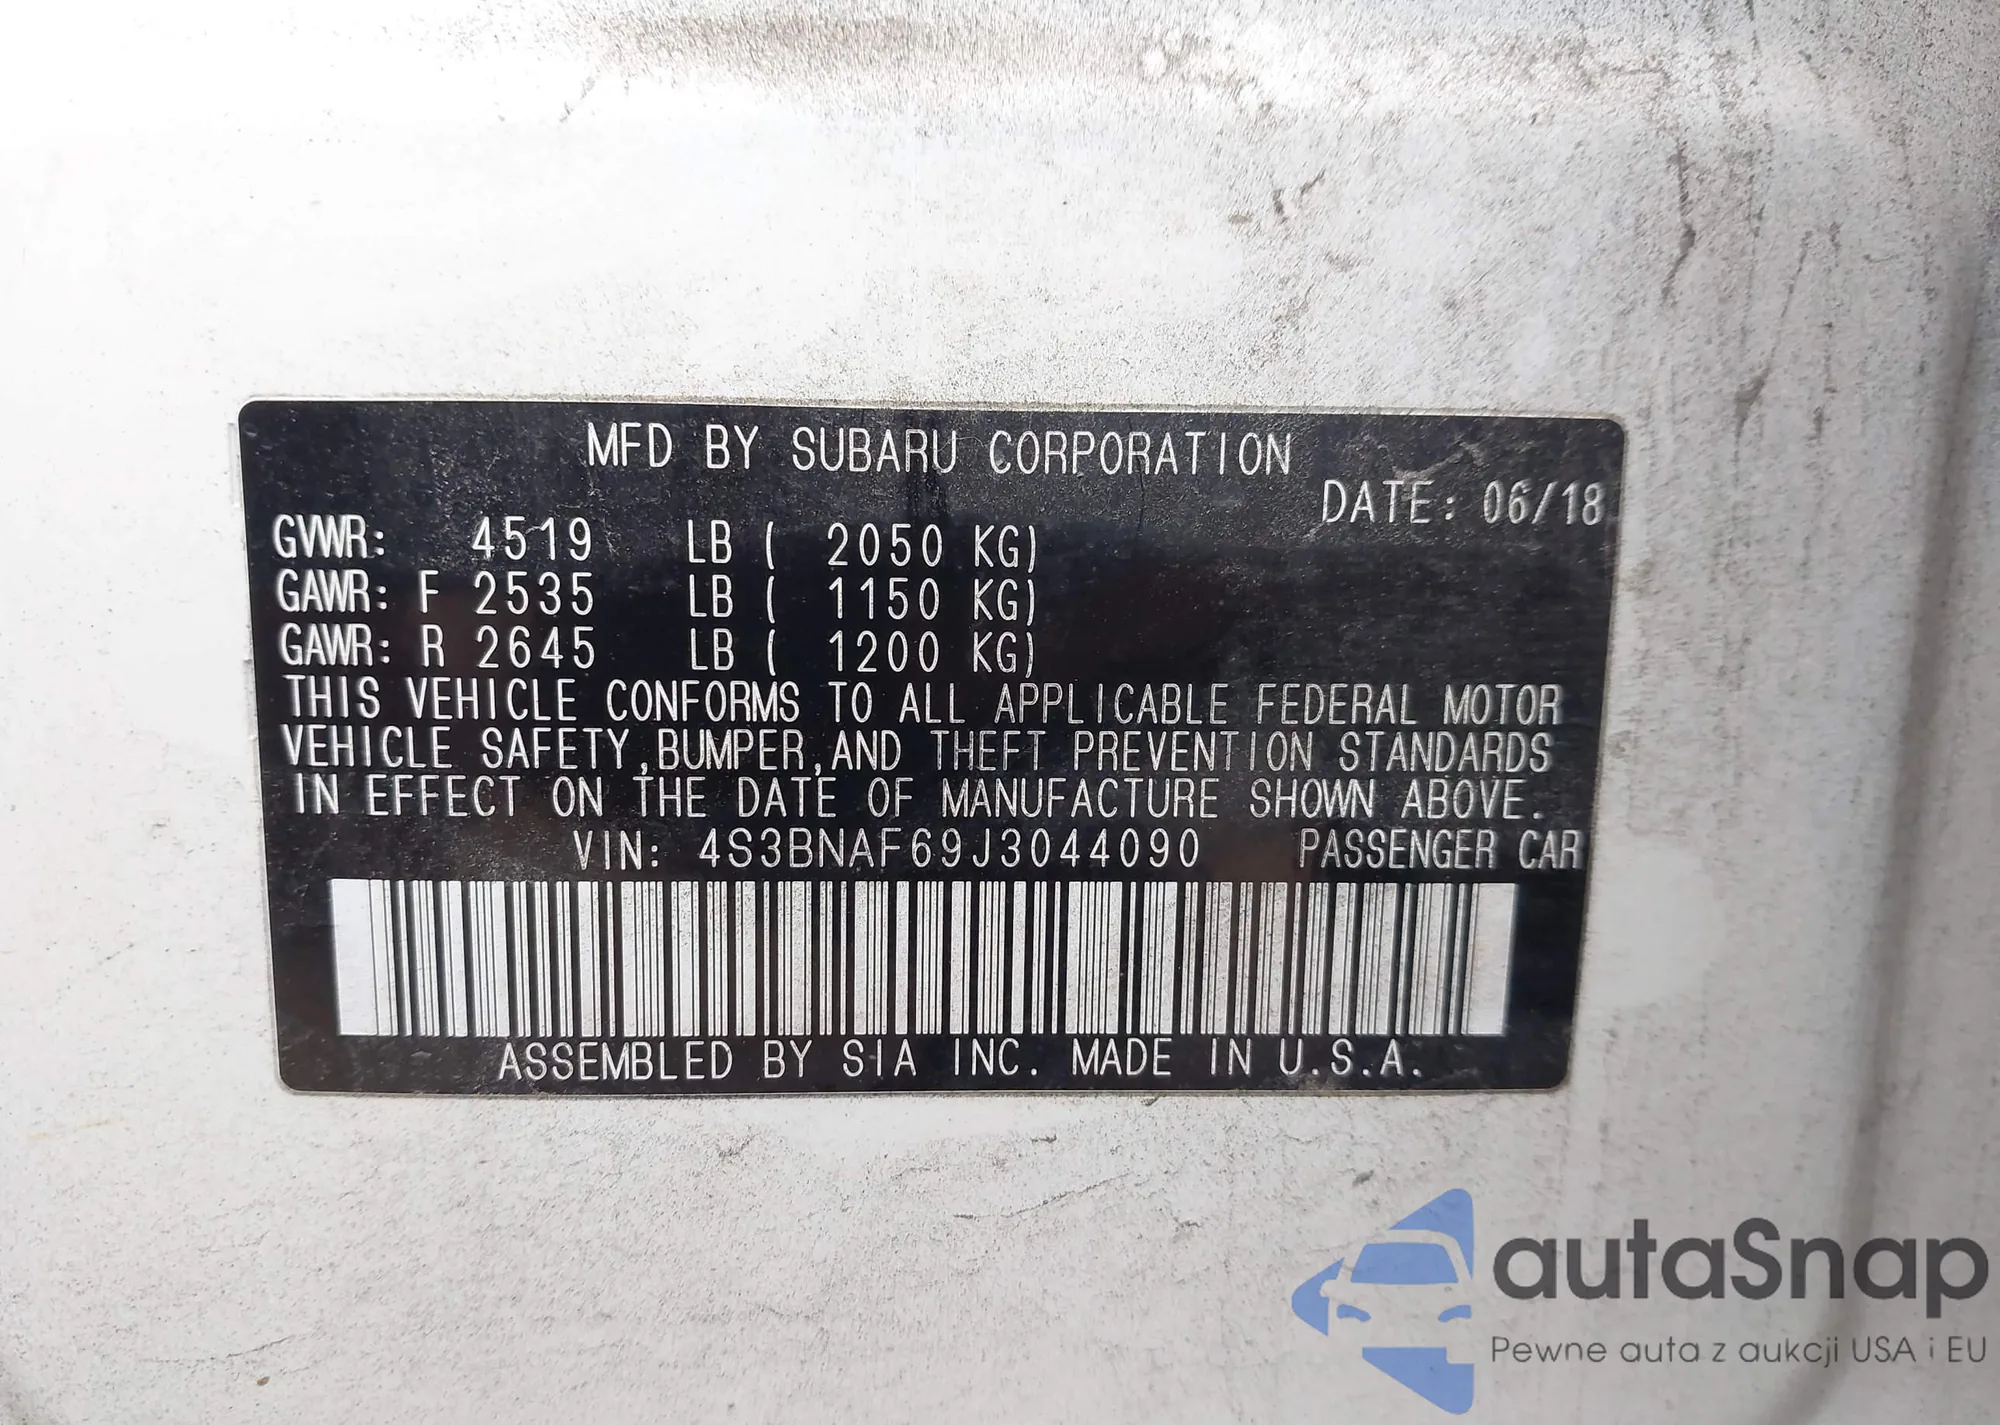 MFD BY SUBARU CORPORATION
DATE: 06/18
GVWR: 4519 LB ( 2050 KG)
GAWR: F 2535 LB ( 1150 KG)
GAWR: R 2645 LB ( 1200 KG)
THIS VEHICLE CONFORMS TO ALL APPLICABLE FEDERAL MOTOR
VEHICLE SAFETY,BUMPER,AND THEFT PREVENTION STANDARDS
IN EFFECT ON THE DATE OF MANUFACTURE SHOWN ABOVE.
VIN: 4S3BNAF69J3044090 PASSENGER CAR
ASSEMBLED BY SIA INC. MADE IN U.S.A.
autaSnap
Pewne auta z aukcji USA i EU